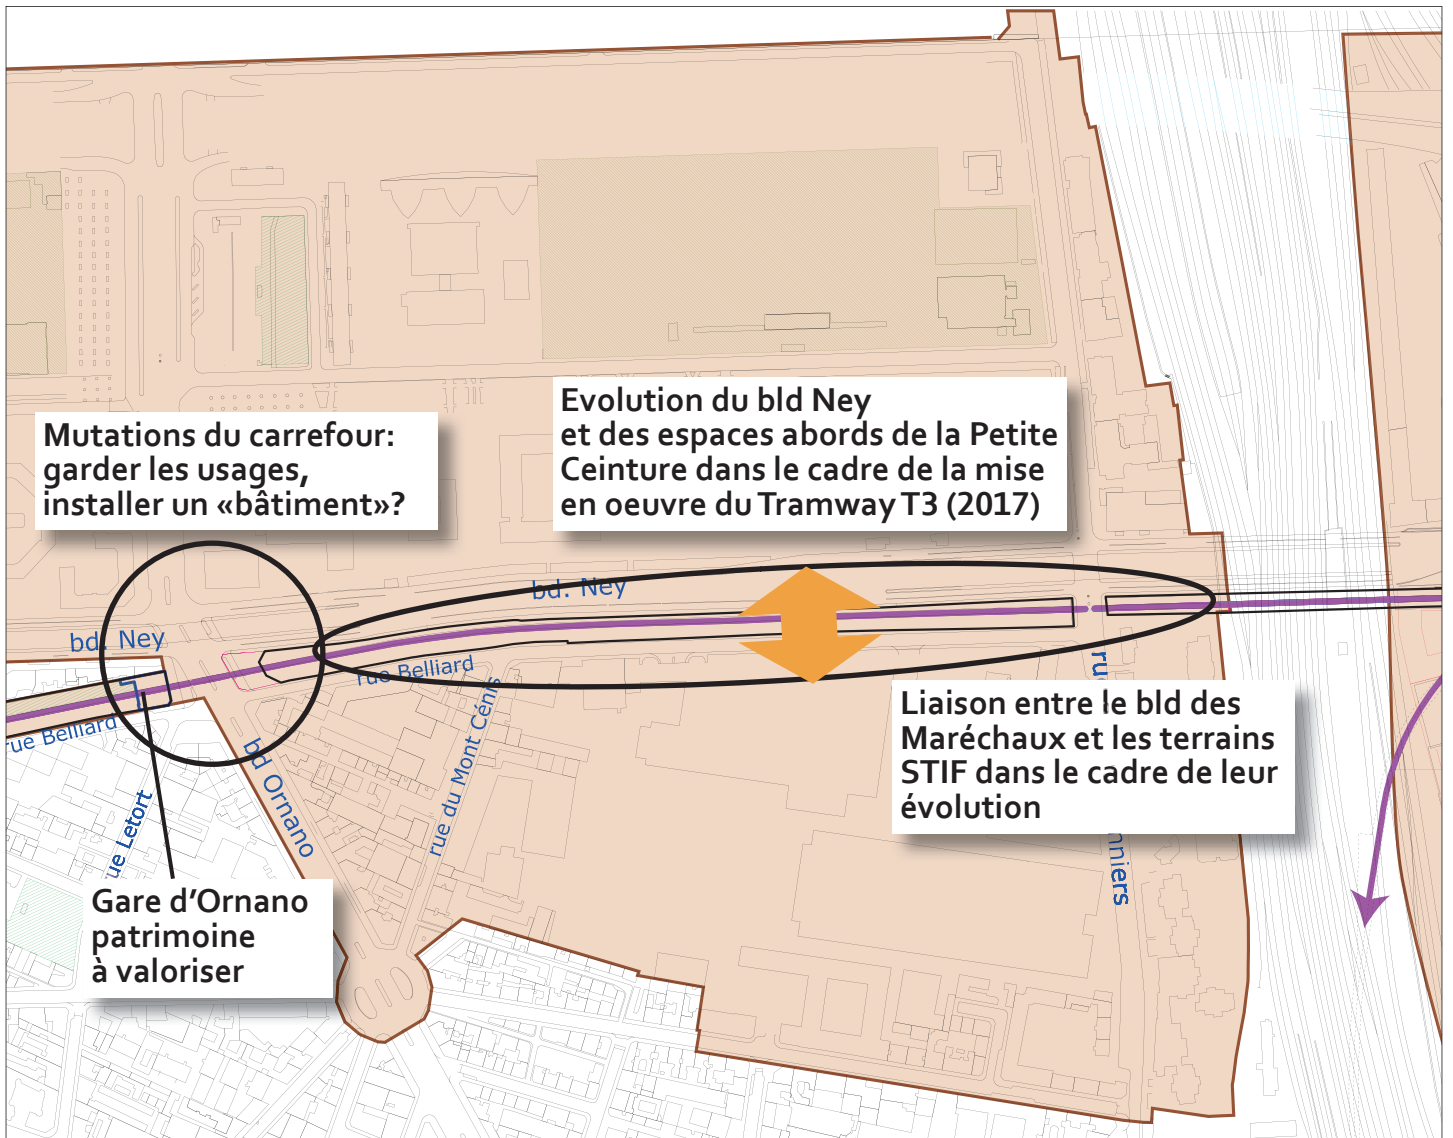 Mutations du carrefour:
garder les usages,
installer un «bâtiment»?
Evolution du bld Ney
et des espaces abords de la Petite
Ceinture dans le cadre de la mise
en oeuvre du Tramway T3 (2017)
bd. Ney
bd. Ney
rue Belliard
rue Belliard
bd Ornano
rue du Mont Cénis
ue Letort
ru
nniers
Liaison entre le bld des
Maréchaux et les terrains
STIF dans le cadre de leur
évolution
Gare d'Ornano
patrimoine
à valoriser